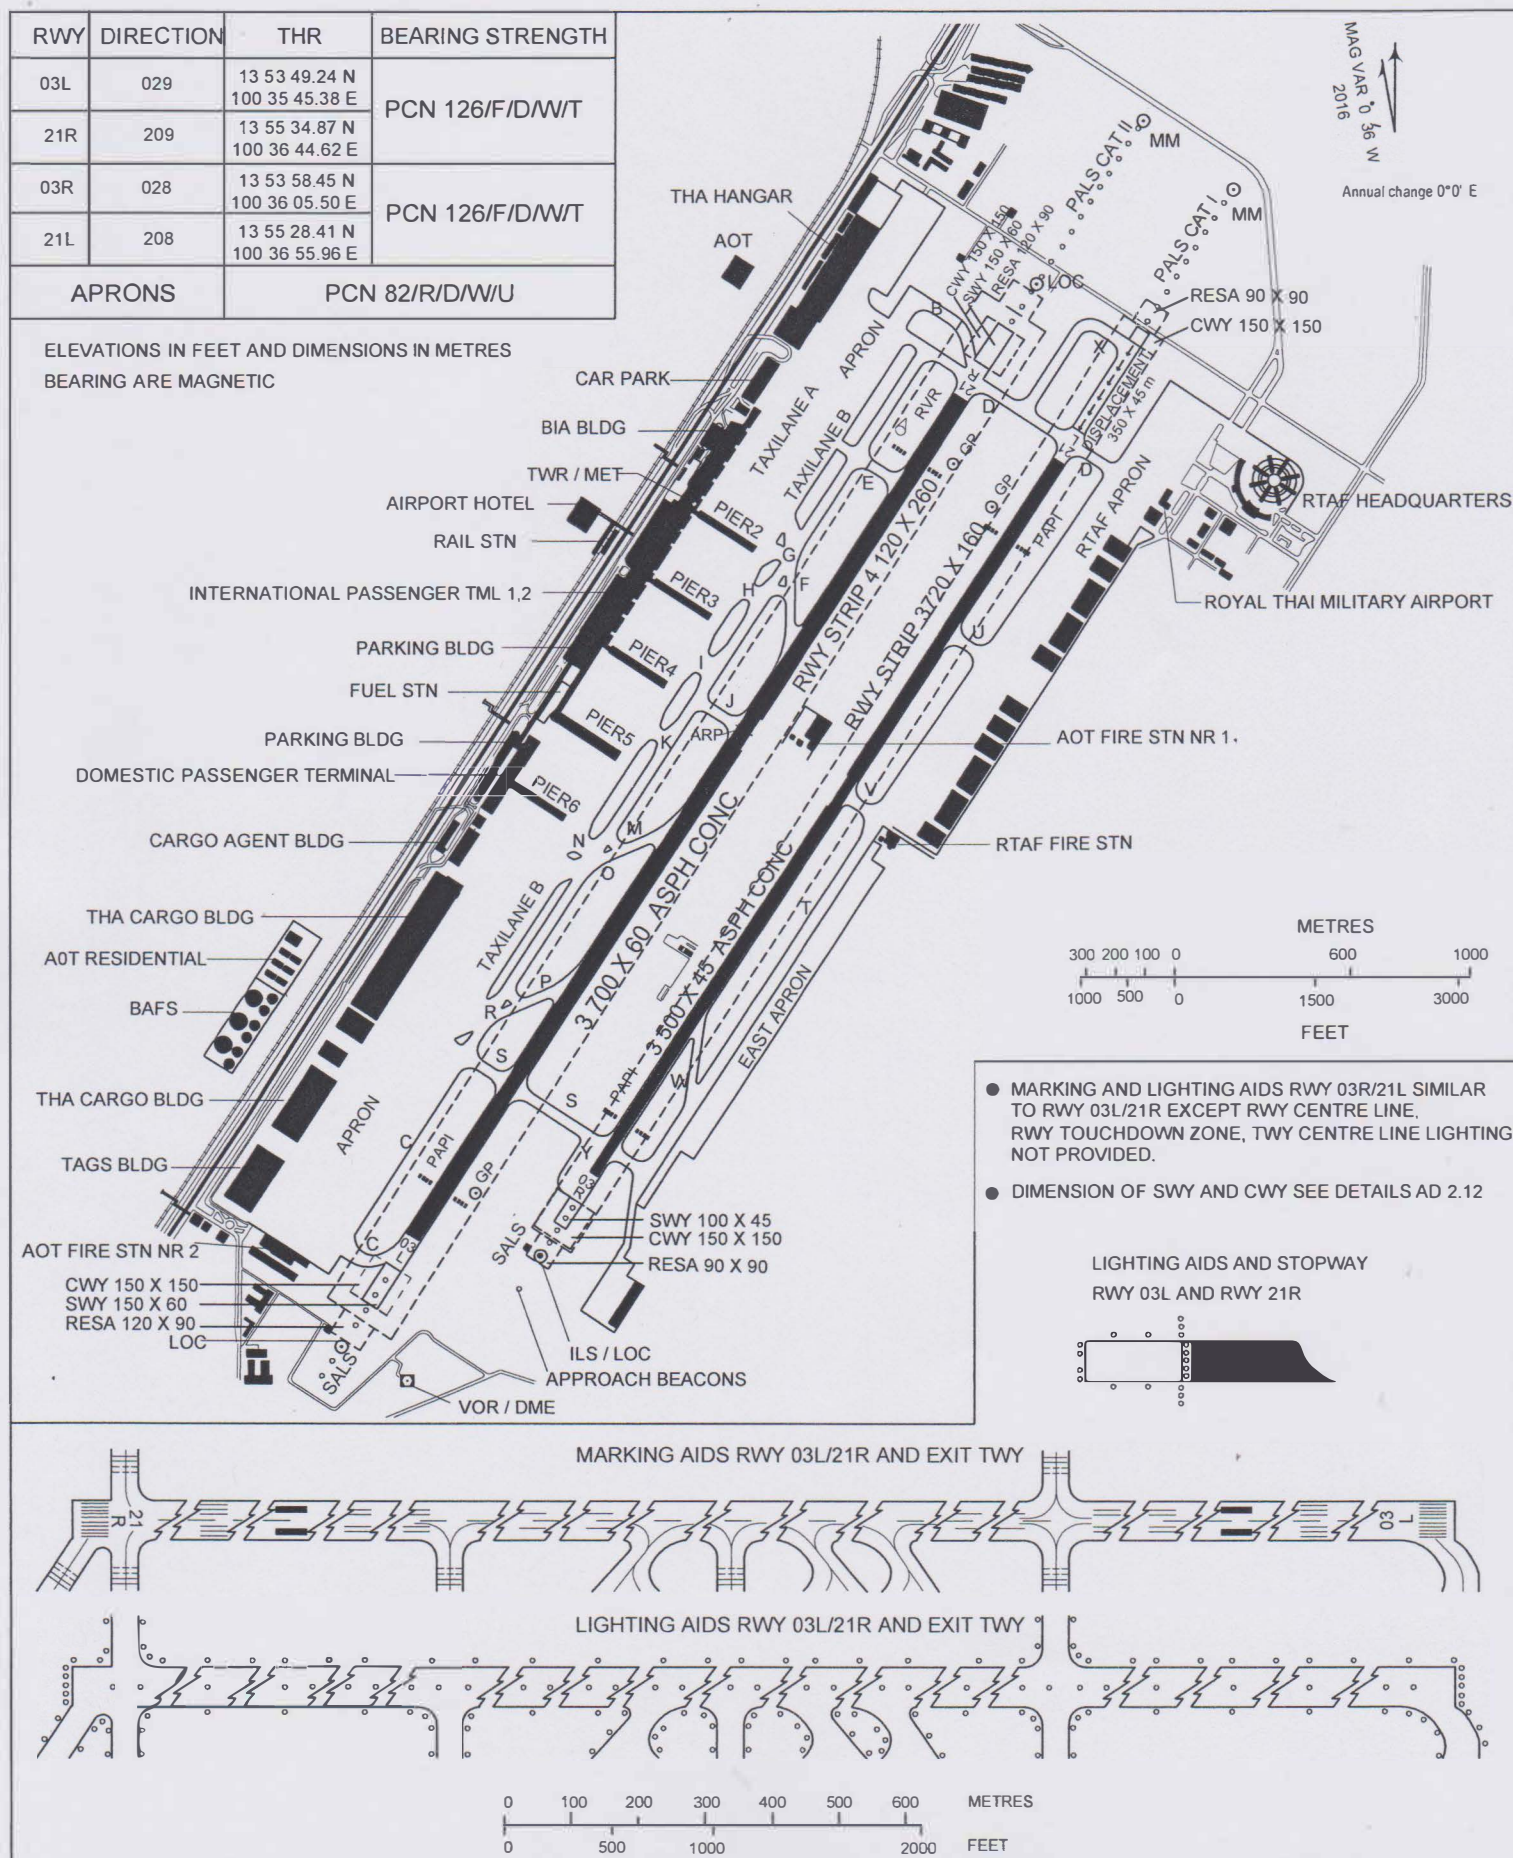 RWY DIRECTION THR BEARING STRENGTH
03L 029 13 53 49.24 N
100 35 45.38 E
PCN 126/F/D/W/T
21R 209 13 55 34.87 N
100 36 44.62 E
03R 028 13 53 58.45 N
100 36 05.50 E
PCN 126/F/D/W/T
21L 208 13 55 28.41 N
100 36 55.96 E
APRONS PCN 82/R/D/W/U
ELEVATIONS IN FEET AND DIMENSIONS IN METRES
BEARING ARE MAGNETIC
MAG VAR 0°36 W
2016
Annual change 0°0' E
PALS CAT II
MM
PALS CAT I
MM
THA HANGAR
AOT
CWY 150 X 150
SWY 150 X 60
RESA 120 X 90
LOC
RESA 90 X 90
CWY 150 X 150
DISPLACEMENT
350 X 45 m
CAR PARK
BIA BLDG
TWR / MET
AIRPORT HOTEL
RAIL STN
INTERNATIONAL PASSENGER TML 1,2
PARKING BLDG
FUEL STN
PARKING BLDG
DOMESTIC PASSENGER TERMINAL
CARGO AGENT BLDG
THA CARGO BLDG
A0T RESIDENTIAL
BAFS
THA CARGO BLDG
TAGS BLDG
AOT FIRE STN NR 2
CWY 150 X 150
SWY 150 X 60
RESA 120 X 90
LOC
SALS
VOR / DME
APRON
TAXILANE A
TAXILANE B
B
RVR
21R
D
GP
E
PIER2
PIER3
PIER4
PIER5
PIER6
G
H
F
I
J
K
ARP
M
N
O
TAXILANE B
P
R
S
S
APRON
C
PAPI
GP
C
03
RWY STRIP 4 120 X 260
RWY STRIP 3720 X 160
3 700 X 60 ASPH CONC
3 500 X 45 ASPH CONC
GP
PAPI
D
RTAF APRON
RTAF HEADQUARTERS
ROYAL THAI MILITARY AIRPORT
U
AOT FIRE STN NR 1
V
RTAF FIRE STN
EAST APRON
W
PAPI
03R
SALS
SWY 100 X 45
CWY 150 X 150
RESA 90 X 90
ILS / LOC
APPROACH BEACONS
METRES
300 200 100 0 600 1000
1000 500 0 1500 3000
FEET
● MARKING AND LIGHTING AIDS RWY 03R/21L SIMILAR
TO RWY 03L/21R EXCEPT RWY CENTRE LINE,
RWY TOUCHDOWN ZONE, TWY CENTRE LINE LIGHTING
NOT PROVIDED.
● DIMENSION OF SWY AND CWY SEE DETAILS AD 2.12
LIGHTING AIDS AND STOPWAY
RWY 03L AND RWY 21R
MARKING AIDS RWY 03L/21R AND EXIT TWY
21
R
03
L
LIGHTING AIDS RWY 03L/21R AND EXIT TWY
0 100 200 300 400 500 600 METRES
0 500 1000 2000 FEET